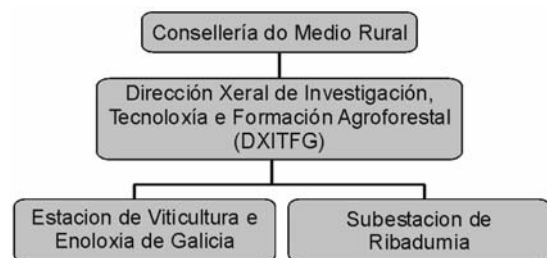 Consellería do Medio Rural
Dirección Xeral de Investigación,
Tecnoloxía e Formación Agroforestal
(DXITFG)
Estacion de Viticultura e
Enoloxia de Galicia
Subestacion de
Ribadumia